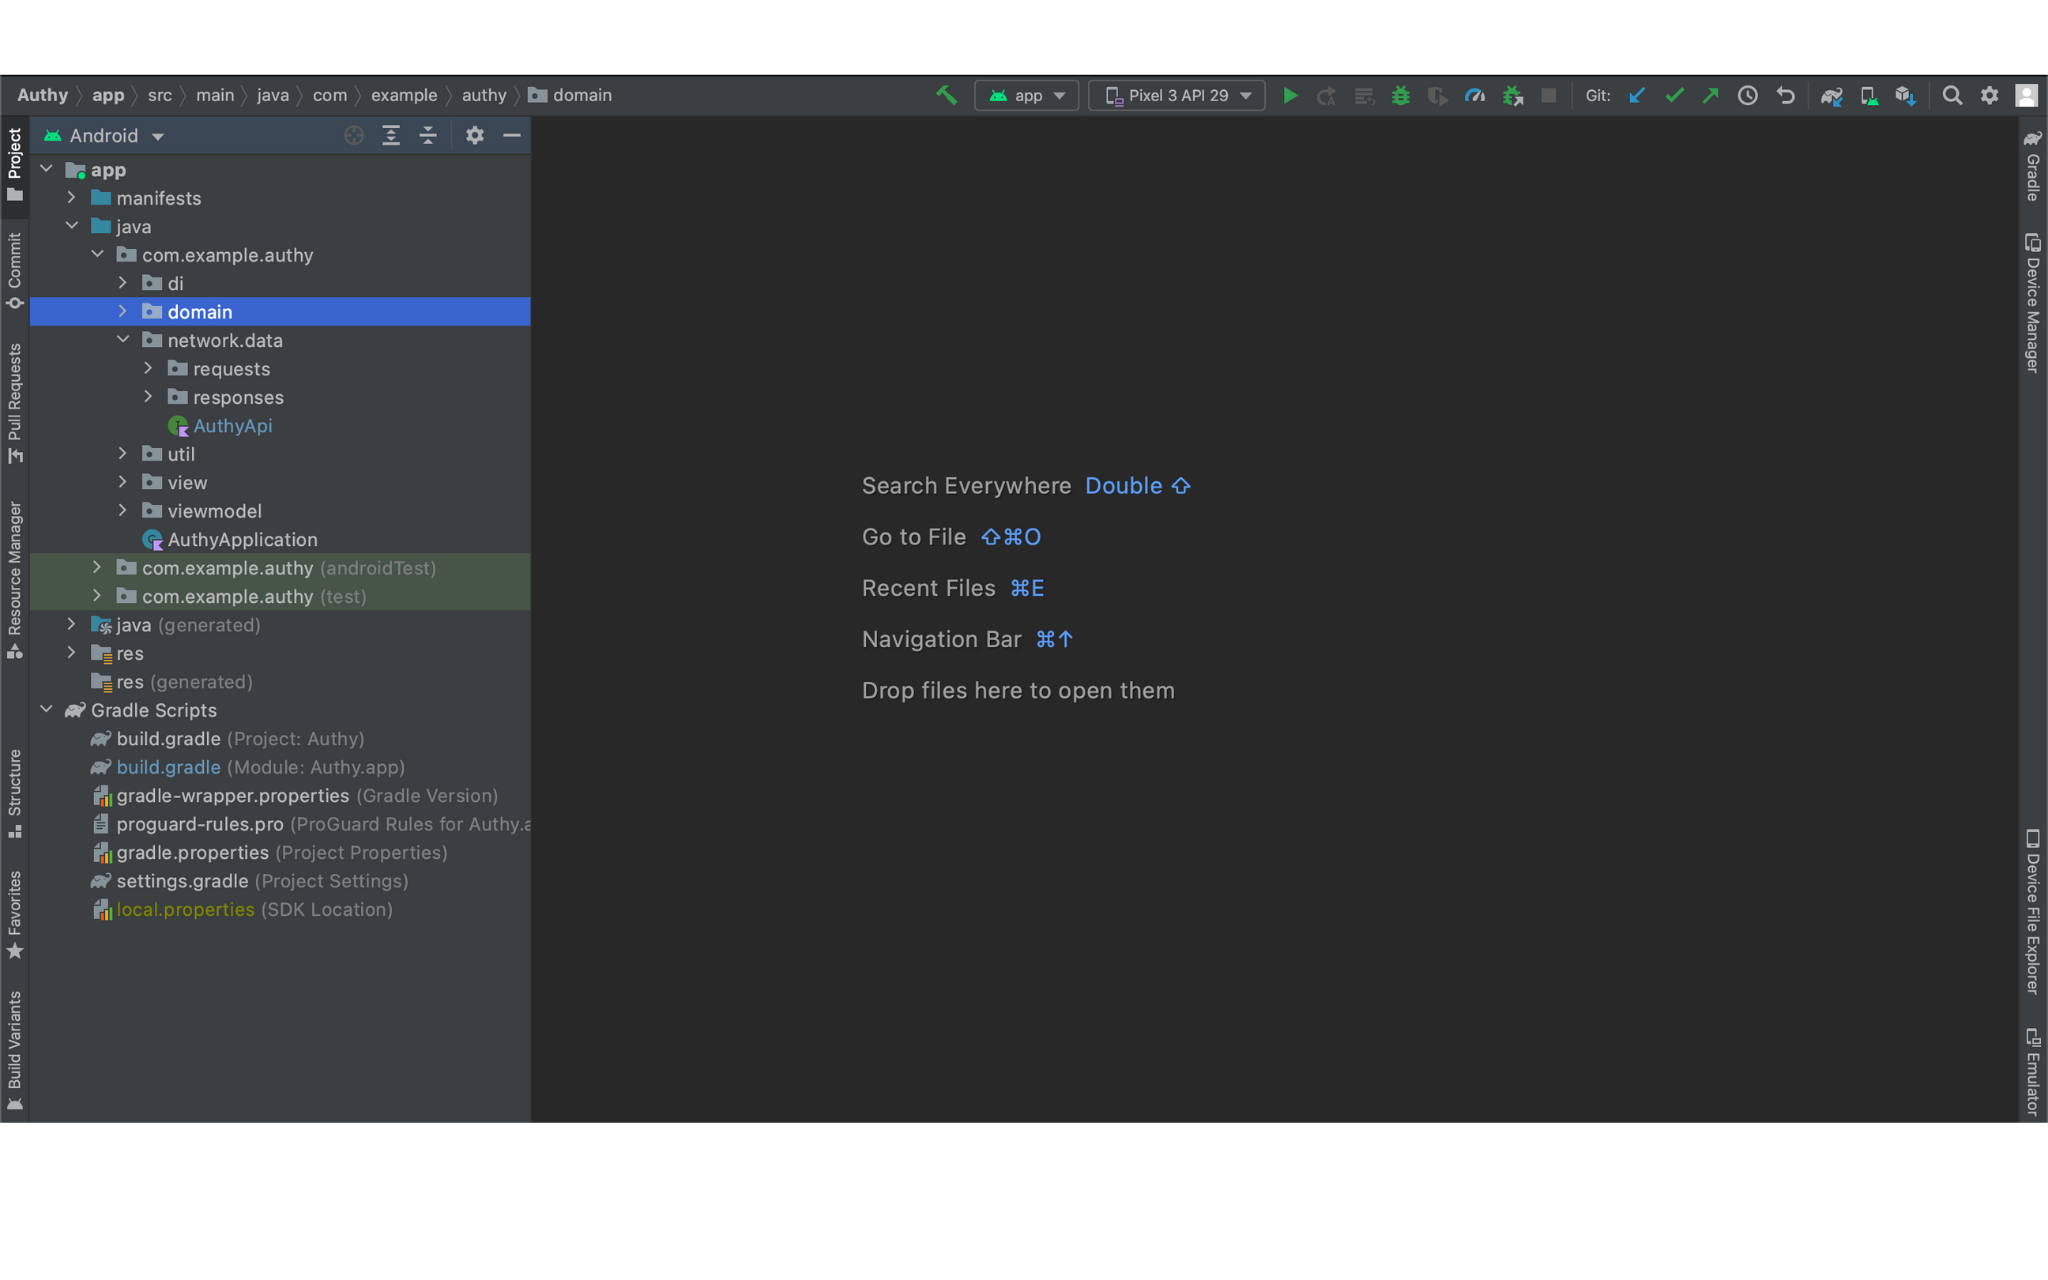 Authy app src main java com example authy domain
app Pixel 3 API 29 Git:
Project
Commit
Pull Requests
Resource Manager
Structure
Favorites
Build Variants
Android
app
manifests
java
com.example.authy
di
domain
network.data
requests
responses
AuthyApi
util
view
viewmodel
AuthyApplication
com.example.authy (androidTest)
com.example.authy (test)
java (generated)
res
res (generated)
Gradle Scripts
build.gradle (Project: Authy)
build.gradle (Module: Authy.app)
gradle-wrapper.properties (Gradle Version)
proguard-rules.pro (ProGuard Rules for Authy.a
gradle.properties (Project Properties)
settings.gradle (Project Settings)
local.properties (SDK Location)
Search Everywhere Double ⇧
Go to File ⇧⌘O
Recent Files ⌘E
Navigation Bar ⌘↑
Drop files here to open them
Gradle
Device Manager
Device File Explorer
Emulator